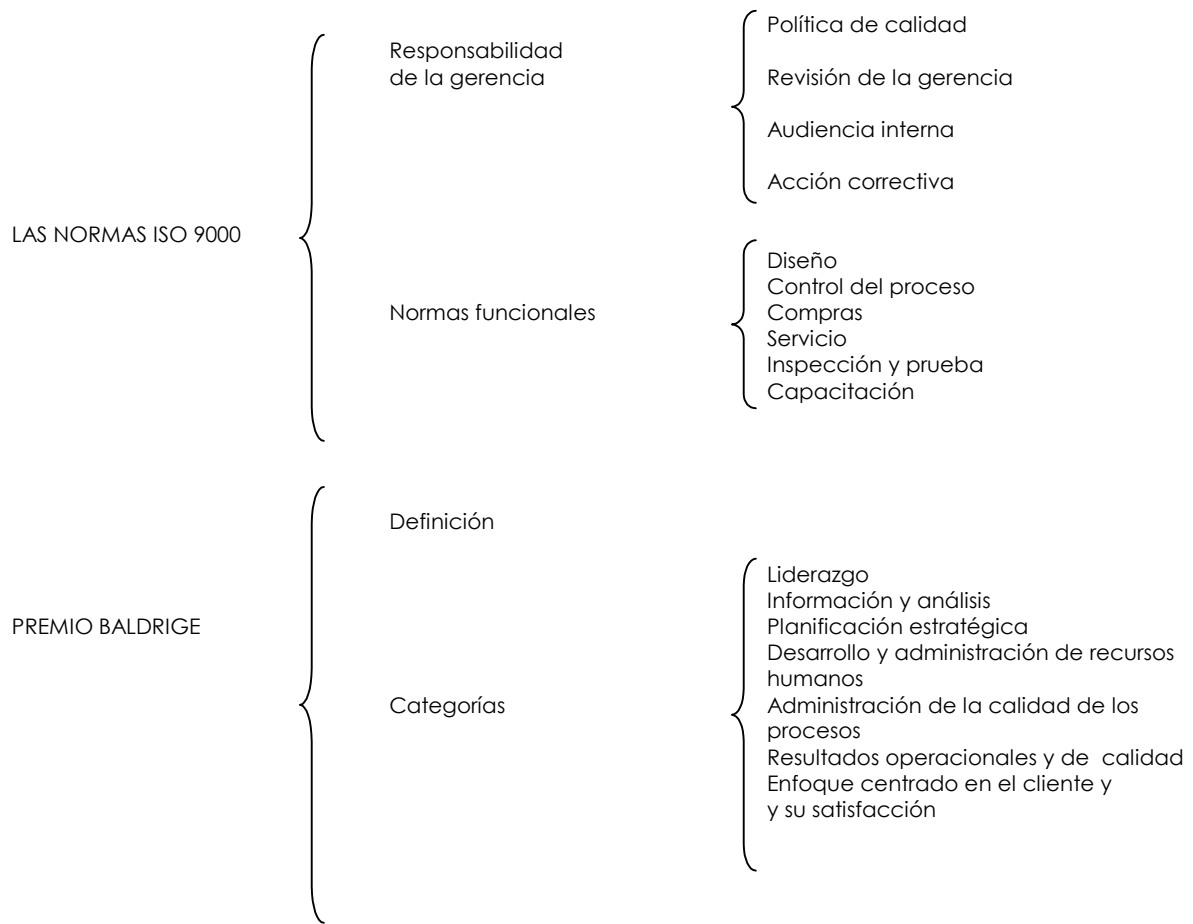 LAS NORMAS ISO 9000
Responsabilidad
de la gerencia
Política de calidad
Revisión de la gerencia
Audiencia interna
Acción correctiva
Normas funcionales
Diseño
Control del proceso
Compras
Servicio
Inspección y prueba
Capacitación
PREMIO BALDRIGE
Definición
Categorías
Liderazgo
Información y análisis
Planificación estratégica
Desarrollo y administración de recursos
humanos
Administración de la calidad de los
procesos
Resultados operacionales y de  calidad
Enfoque centrado en el cliente y
y su satisfacción